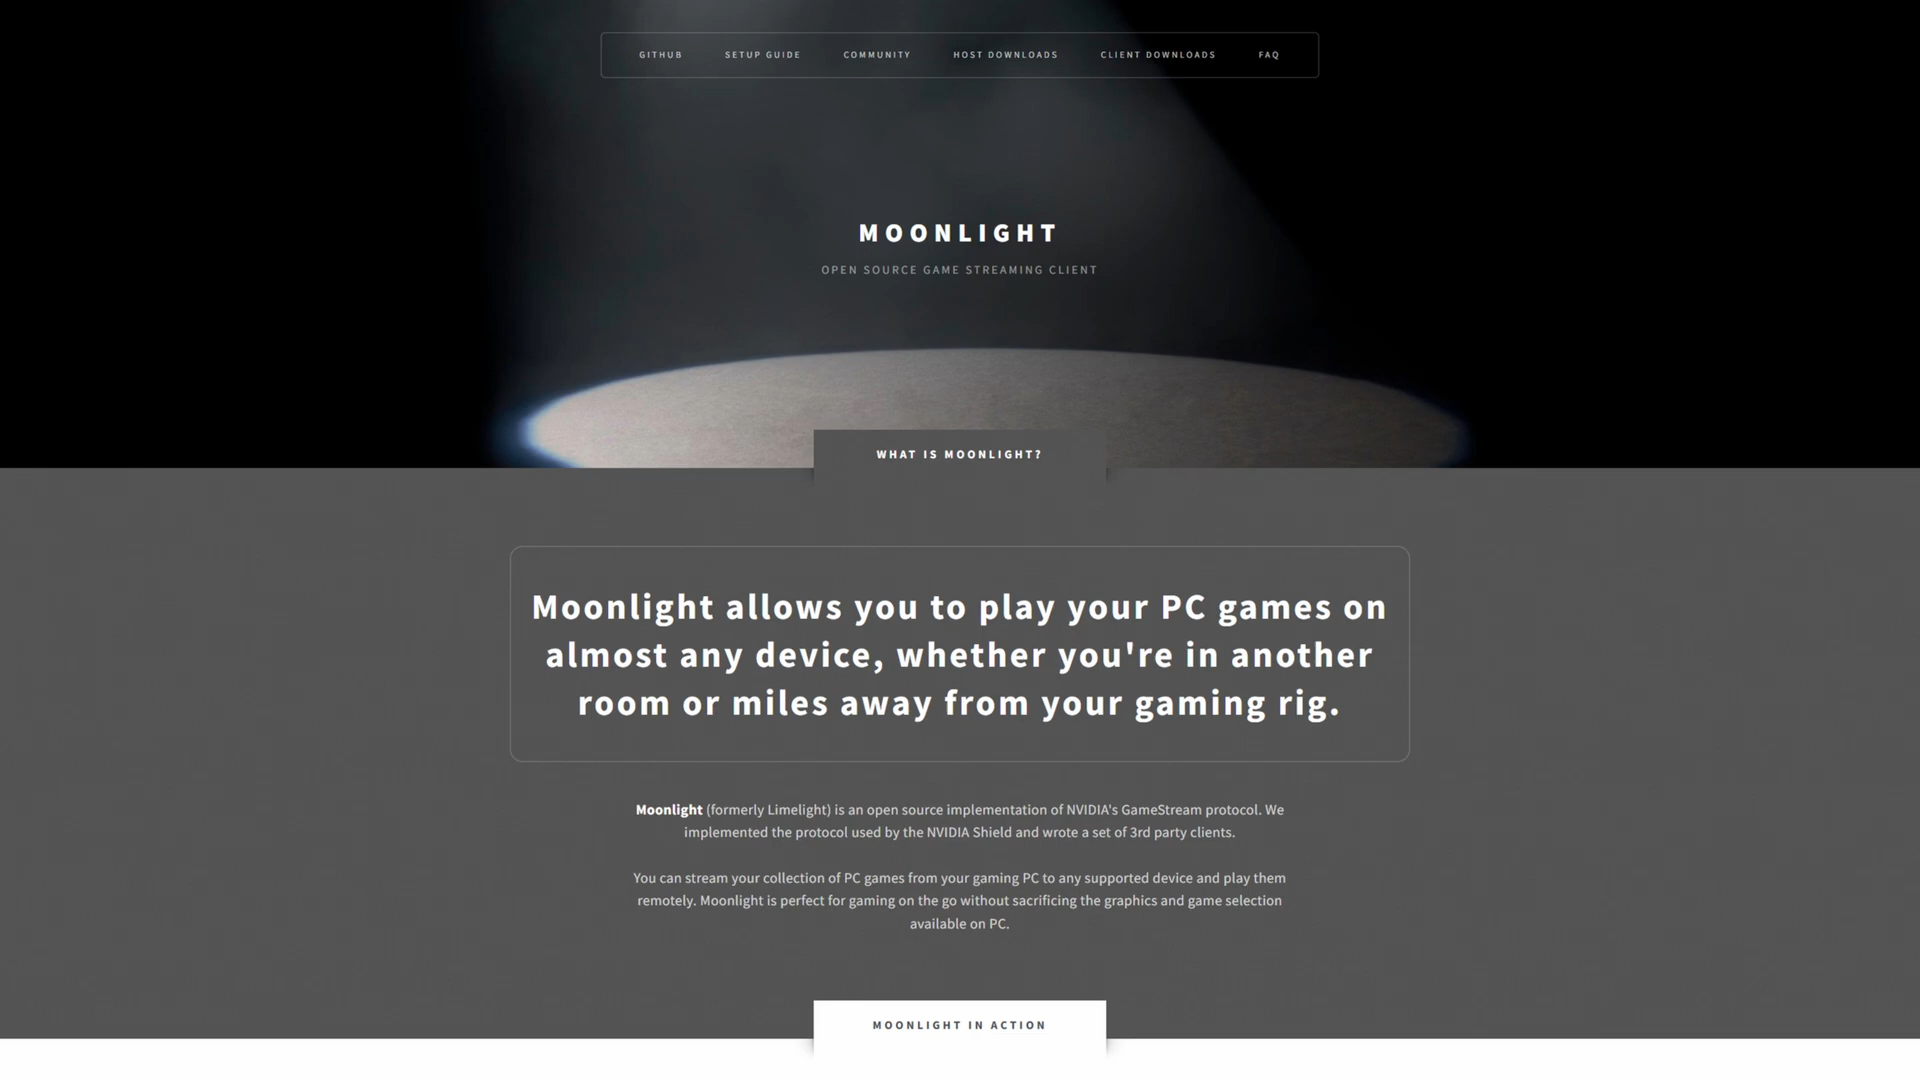 GITHUB SETUP GUIDE COMMUNITY HOST DOWNLOADS CLIENT DOWNLOADS FAQ
MOONLIGHT
OPEN SOURCE GAME STREAMING CLIENT
WHAT IS MOONLIGHT?
Moonlight allows you to play your PC games on
almost any device, whether you're in another
room or miles away from your gaming rig.
Moonlight (formerly Limelight) is an open source implementation of NVIDIA's GameStream protocol. We
implemented the protocol used by the NVIDIA Shield and wrote a set of 3rd party clients.
You can stream your collection of PC games from your gaming PC to any supported device and play them
remotely. Moonlight is perfect for gaming on the go without sacrificing the graphics and game selection
available on PC.
MOONLIGHT IN ACTION